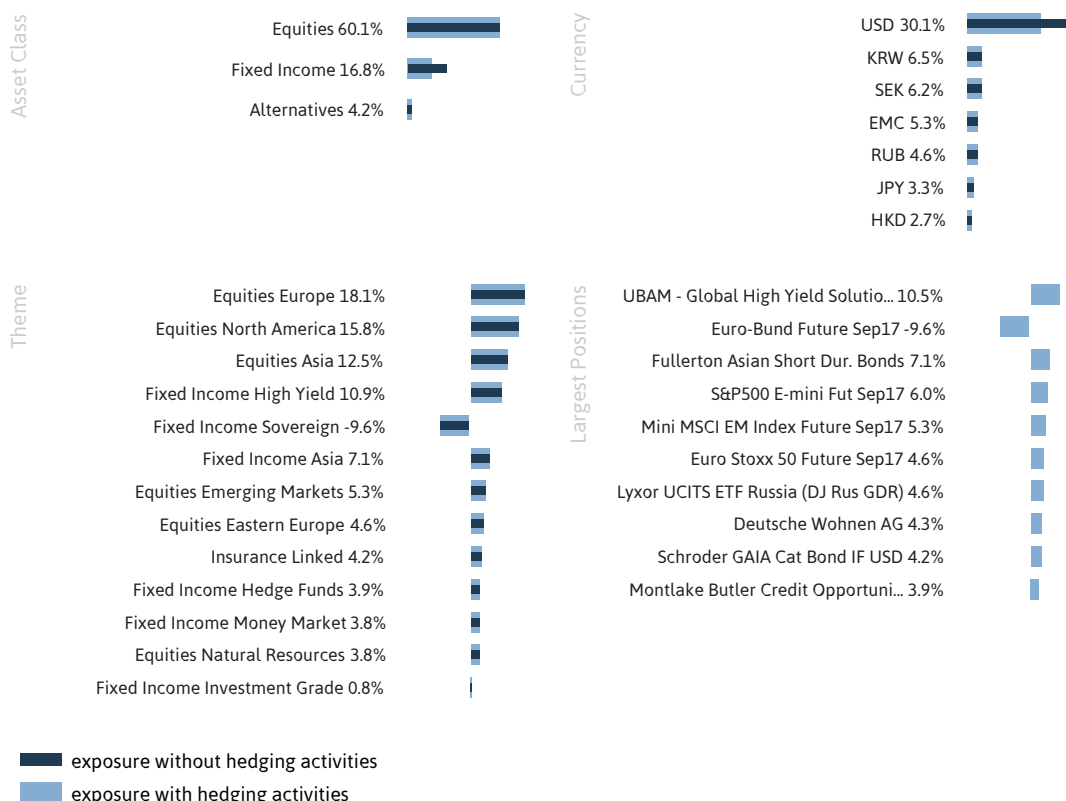 Asset Class
Equities 60.1%
Fixed Income 16.8%
Alternatives 4.2%
Currency
USD 30.1%
KRW 6.5%
SEK 6.2%
EMC 5.3%
RUB 4.6%
JPY 3.3%
HKD 2.7%
Theme
Equities Europe 18.1%
Equities North America 15.8%
Equities Asia 12.5%
Fixed Income High Yield 10.9%
Fixed Income Sovereign -9.6%
Fixed Income Asia 7.1%
Equities Emerging Markets 5.3%
Equities Eastern Europe 4.6%
Insurance Linked 4.2%
Fixed Income Hedge Funds 3.9%
Fixed Income Money Market 3.8%
Equities Natural Resources 3.8%
Fixed Income Investment Grade 0.8%
Largest Positions
UBAM - Global High Yield Solutio... 10.5%
Euro-Bund Future Sep17 -9.6%
Fullerton Asian Short Dur. Bonds 7.1%
S&P500 E-mini Fut Sep17 6.0%
Mini MSCI EM Index Future Sep17 5.3%
Euro Stoxx 50 Future Sep17 4.6%
Lyxor UCITS ETF Russia (DJ Rus GDR) 4.6%
Deutsche Wohnen AG 4.3%
Schroder GAIA Cat Bond IF USD 4.2%
Montlake Butler Credit Opportuni... 3.9%
exposure without hedging activities
exposure with hedging activities